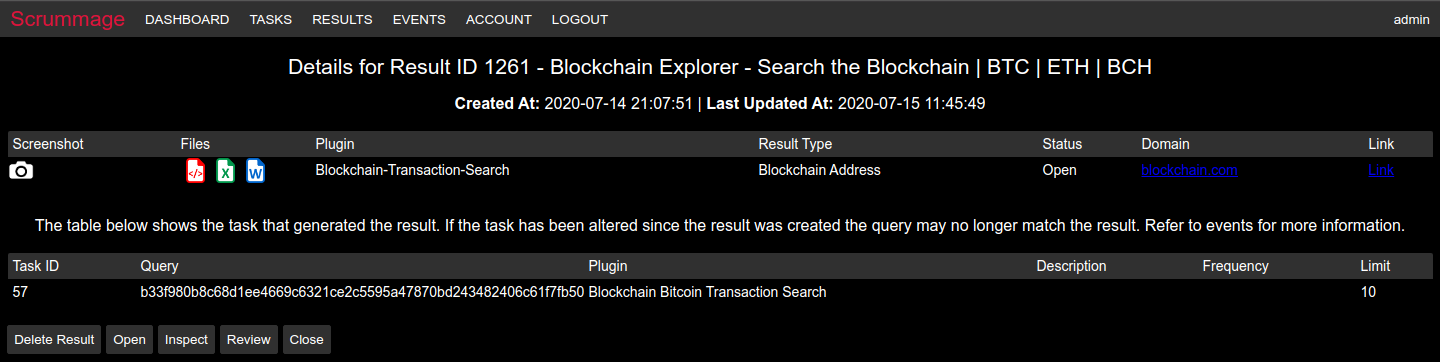 Scrummage DASHBOARD TASKS RESULTS EVENTS ACCOUNT LOGOUT admin
Details for Result ID 1261 - Blockchain Explorer - Search the Blockchain | BTC | ETH | BCH
Created At: 2020-07-14 21:07:51 | Last Updated At: 2020-07-15 11:45:49
Screenshot Files Plugin Result Type Status Domain Link
</> X W Blockchain-Transaction-Search Blockchain Address Open blockchain.com Link
The table below shows the task that generated the result. If the task has been altered since the result was created the query may no longer match the result. Refer to events for more information.
Task ID Query Plugin Description Frequency Limit
57 b33f980b8c68d1ee4669c6321ce2c5595a47870bd243482406c61f7fb50 Blockchain Bitcoin Transaction Search 10
Delete Result Open Inspect Review Close